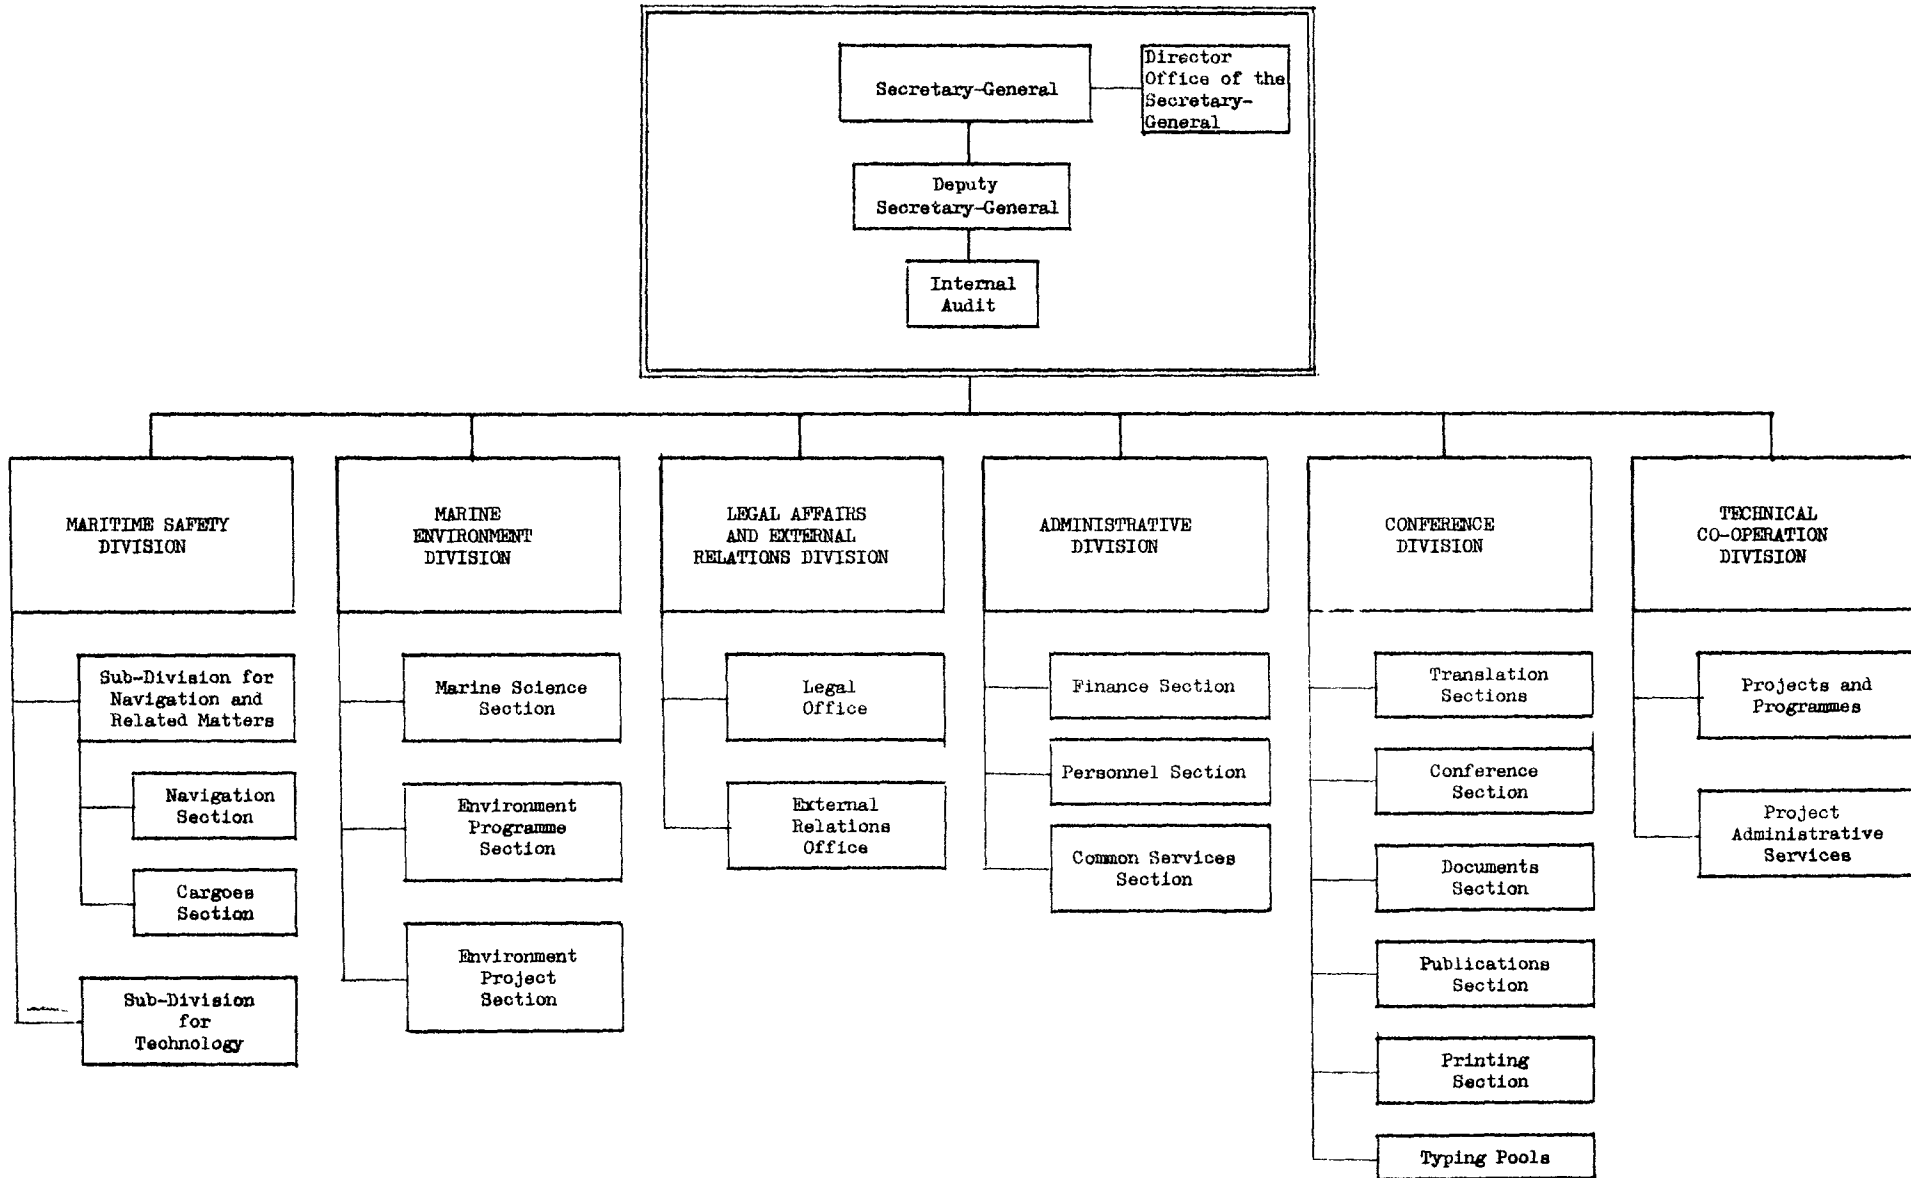 Secretary-General
Director
Office of the
Secretary-
General
Deputy
Secretary-General
Internal
Audit
MARITIME SAFETY
DIVISION
Sub-Division for
Navigation and
Related Matters
Navigation
Section
Cargoes
Section
Sub-Division
for
Technology
MARINE
ENVIRONMENT
DIVISION
Marine Science
Section
Environment
Programme
Section
Environment
Project
Section
LEGAL AFFAIRS
AND EXTERNAL
RELATIONS DIVISION
Legal
Office
External
Relations
Office
ADMINISTRATIVE
DIVISION
Finance Section
Personnel Section
Common Services
Section
CONFERENCE
DIVISION
Translation
Sections
Conference
Section
Documents
Section
Publications
Section
Printing
Section
Typing Pools
TECHNICAL
CO-OPERATION
DIVISION
Projects and
Programmes
Project
Administrative
Services